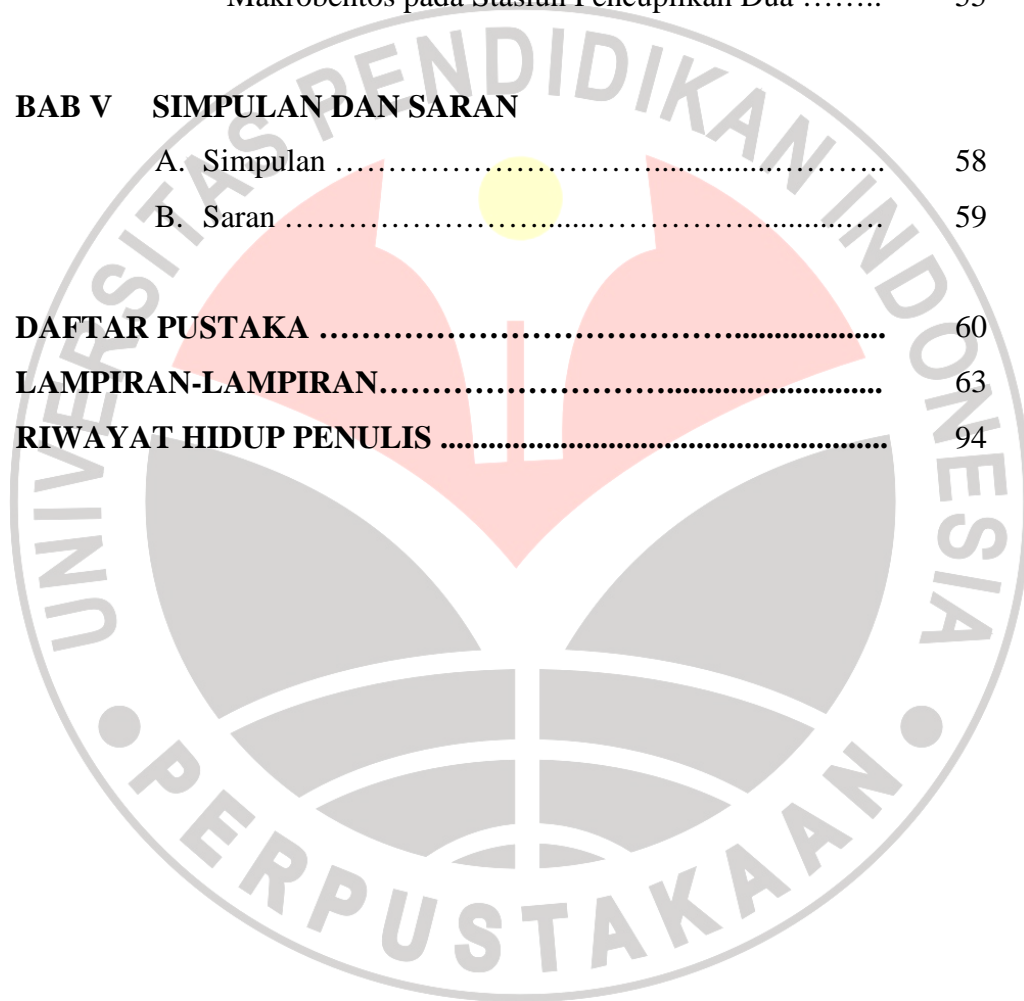 Makrobentos pada Stasiun Pencuplikan Dua …….. 55
BAB V SIMPULAN DAN SARAN
A. Simpulan …………………………...............……….. 58
B. Saran …………………….......…………….............…. 59
DAFTAR PUSTAKA …………………………………................... 60
LAMPIRAN-LAMPIRAN………………………........................... 63
RIWAYAT HIDUP PENULIS ...................................................... 94
UNIVERSITAS PENDIDIKAN INDONESIA
PERPUSTAKAAN